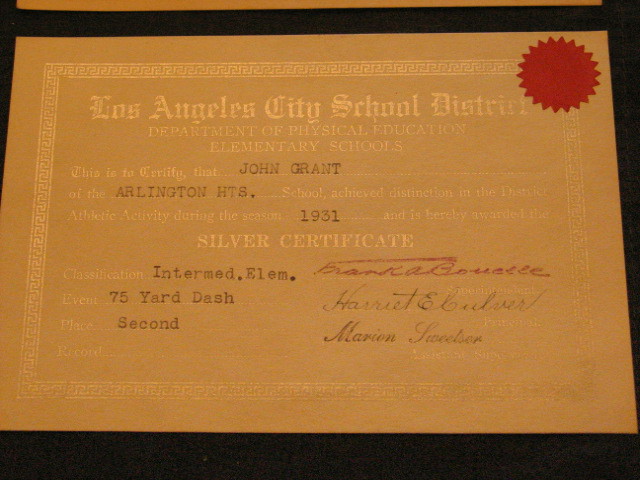 Los Angeles City School District
DEPARTMENT OF PHYSICAL EDUCATION
ELEMENTARY SCHOOLS
This is to Certify, that JOHN GRANT
of the ARLINGTON HTS. School, achieved distinction in the District
Athletic Activity during the season 1931 and is hereby awarded the
SILVER CERTIFICATE
Classification Intermed.Elem.
Event 75 Yard Dash
Harriet E Culver
Place Second
Principal
Marion Sweetser
Record